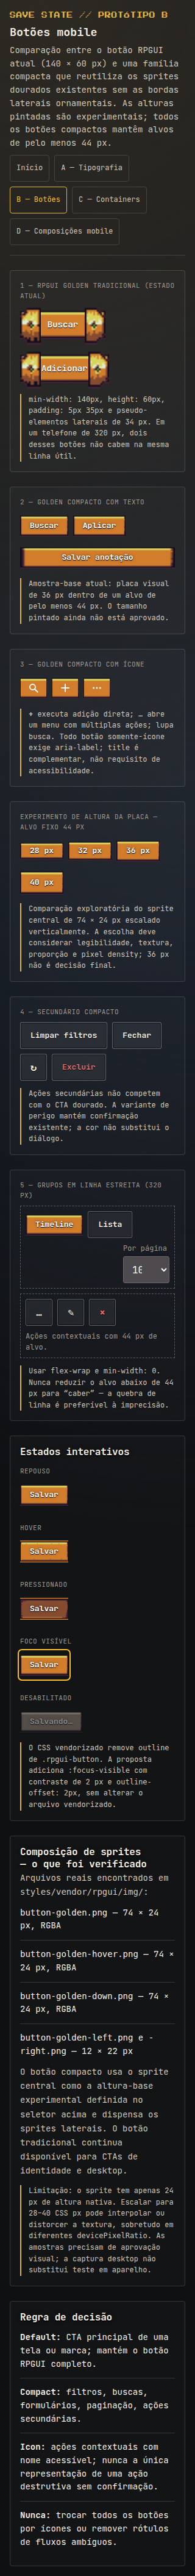 SAVE STATE // PROTÓTIPO B
Botões mobile
Comparação entre o botão RPGUI
atual (140 × 60 px) e uma família
compacta que reutiliza os sprites
dourados existentes sem as bordas
laterais ornamentais. As alturas
pintadas são experimentais; todos
os botões compactos mantêm alvos
de pelo menos 44 px.
Início
A — Tipografia
B — Botões
C — Containers
D — Composições mobile
1 — RPGUI GOLDEN TRADICIONAL (ESTADO
ATUAL)
Buscar
Adicionar
min-width: 140px, height: 60px,
padding: 5px 35px e pseudo-
elementos laterais de 34 px. Em
um telefone de 320 px, dois
desses botões não cabem na mesma
linha útil.
2 — GOLDEN COMPACTO COM TEXTO
Buscar
Aplicar
Salvar anotação
Amostra-base atual: placa visual
de 36 px dentro de um alvo de
pelo menos 44 px. O tamanho
pintado ainda não está aprovado.
3 — GOLDEN COMPACTO COM ÍCONE
+ executa adição direta; … abre
um menu com múltiplas ações; lupa
busca. Todo botão somente-ícone
exige aria-label; title é
complementar, não requisito de
acessibilidade.
EXPERIMENTO DE ALTURA DA PLACA —
ALVO FIXO 44 PX
28 px
32 px
36 px
40 px
Comparação exploratória do sprite
central de 74 × 24 px escalado
verticalmente. A escolha deve
considerar legibilidade, textura,
proporção e pixel density; 36 px
não é decisão final.
4 — SECUNDÁRIO COMPACTO
Limpar filtros
Fechar
↻
Excluir
Ações secundárias não competem
com o CTA dourado. A variante de
perigo mantém confirmação
existente; a cor não substitui o
diálogo.
5 — GRUPOS EM LINHA ESTREITA (320
PX)
Timeline
Lista
Por página
… ✎ ×
Ações contextuais com 44 px de
alvo.
Usar flex-wrap e min-width: 0.
Nunca reduzir o alvo abaixo de 44
px para “caber” — a quebra de
linha é preferível à imprecisão.
Estados interativos
REPOUSO
Salvar
HOVER
Salvar
PRESSIONADO
Salvar
FOCO VISÍVEL
Salvar
DESABILITADO
Salvando…
O CSS vendorizado remove outline
de .rpgui-button. A proposta
adiciona :focus-visible com
contraste de 2 px e outline-
offset: 2px, sem alterar o
arquivo vendorizado.
Composição de sprites
— o que foi verificado
Arquivos reais encontrados em
styles/vendor/rpgui/img/:
button-golden.png — 74 × 24
px, RGBA
button-golden-hover.png — 74 ×
24 px, RGBA
button-golden-down.png — 74 ×
24 px, RGBA
button-golden-left.png e -
right.png — 12 × 22 px
O botão compacto usa o sprite
central como a altura-base
experimental definida no
seletor acima e dispensa os
sprites laterais. O botão
tradicional continua
disponível para CTAs de
identidade e desktop.
Limitação: o sprite tem apenas 24
px de altura nativa. Escalar para
28–40 CSS px pode interpolar ou
distorcer a textura, sobretudo em
diferentes devicePixelRatio. As
amostras precisam de aprovação
visual; a captura desktop não
substitui teste em aparelho.
Regra de decisão
Default: CTA principal de uma
tela ou marca; mantém o botão
RPGUI completo.
Compact: filtros, buscas,
formulários, paginação, ações
secundárias.
Icon: ações contextuais com
nome acessível; nunca a única
representação de uma ação
destrutiva sem confirmação.
Nunca: trocar todos os botões
por ícones ou remover rótulos
de fluxos ambíguos.